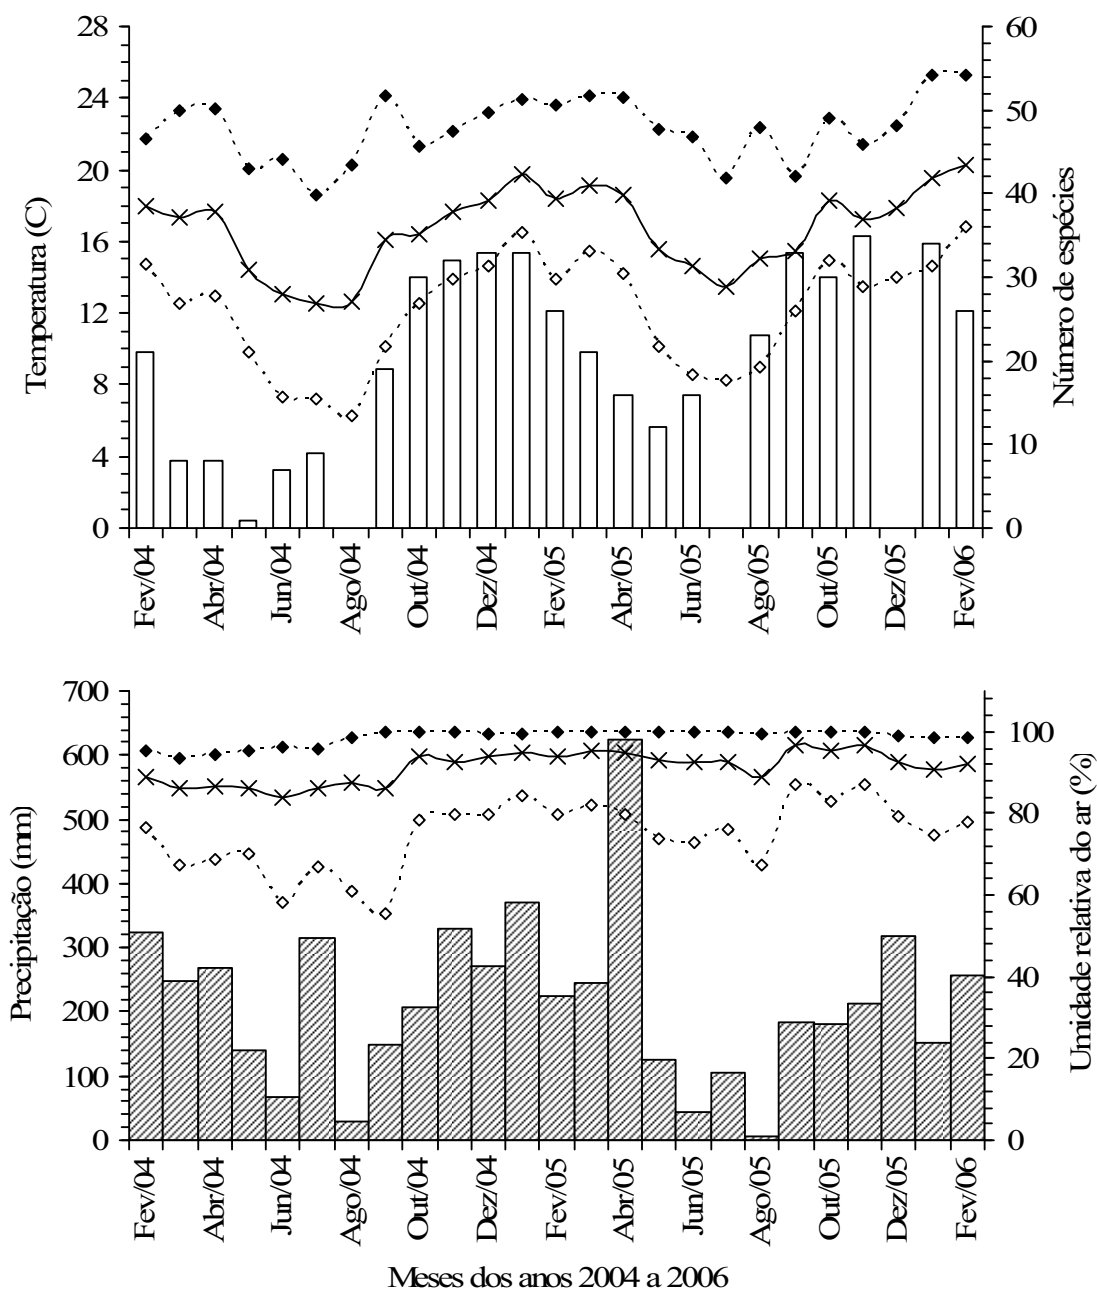 28
24
20
16
12
8
4
0
Temperatura (C)
60
50
40
30
20
10
0
Número de espécies
Fev/04
Abr/04
Jun/04
Ago/04
Out/04
Dez/04
Fev/05
Abr/05
Jun/05
Ago/05
Out/05
Dez/05
Fev/06
700
600
500
400
300
200
100
0
Precipitação (mm)
100
80
60
40
20
0
Umidade relativa do ar (%)
Fev/04
Abr/04
Jun/04
Ago/04
Out/04
Dez/04
Fev/05
Abr/05
Jun/05
Ago/05
Out/05
Dez/05
Fev/06
Meses dos anos 2004 a 2006